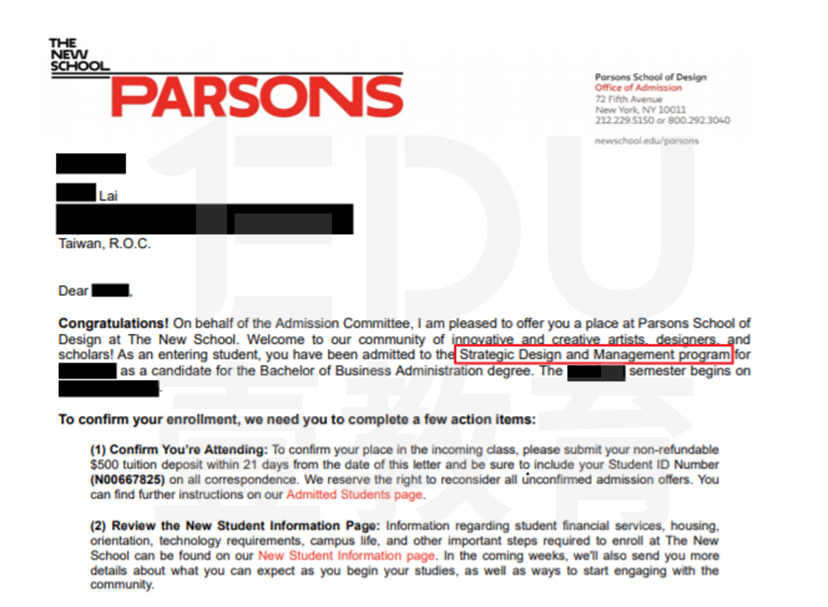 THE
NEW
SCHOOL
PARSONS
Parsons School of Design
Office of Admission
72 Fifth Avenue
New York, NY 10011
212.229.5150 or 800.292.3040
newschool.edu/parsons
1EDU
Lai
Taiwan, R.O.C.
Dear ,
Congratulations! On behalf of the Admission Committee, I am pleased to offer you a place at Parsons School of
Design at The New School. Welcome to our community of innovative and creative artists, designers, and
scholars! As an entering student, you have been admitted to the Strategic Design and Management program for
as a candidate for the Bachelor of Business Administration degree. The semester begins on
.
壹教育
To confirm your enrollment, we need you to complete a few action items:
(1) Confirm You're Attending: To confirm your place in the incoming class, please submit your non-refundable
$500 tuition deposit within 21 days from the date of this letter and be sure to include your Student ID Number
(N00667825) on all correspondence. We reserve the right to reconsider all unconfirmed admission offers. You
can find further instructions on our Admitted Students page.
(2) Review the New Student Information Page: Information regarding student financial services, housing,
orientation, technology requirements, campus life, and other important steps required to enroll at The New
School can be found on our New Student Information page. In the coming weeks, we'll also send you more
details about what you can expect as you begin your studies, as well as ways to start engaging with the
community.